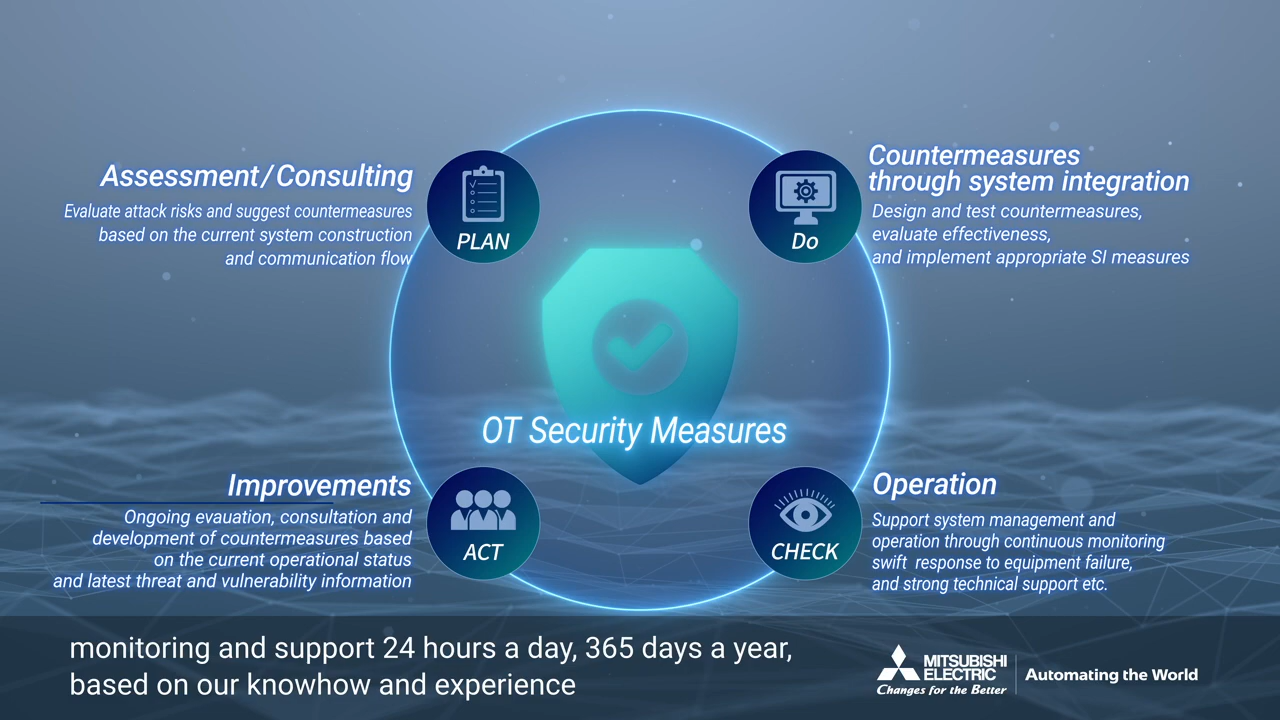 Assessment/Consulting
Evaluate attack risks and suggest countermeasures
based on the current system construction
and communication flow
PLAN
Do
Countermeasures
through system integration
Design and test countermeasures,
evaluate effectiveness,
and implement appropriate SI measures
OT Security Measures
Improvements
Ongoing evauation, consultation and
development of countermeasures based
on the current operational status
and latest threat and vulnerability information
ACT
CHECK
Operation
Support system management and
operation through continuous monitoring
swift response to equipment failure,
and strong technical support etc.
monitoring and support 24 hours a day, 365 days a year,
based on our knowhow and experience
MITSUBISHI
ELECTRIC
Changes for the Better
Automating the World